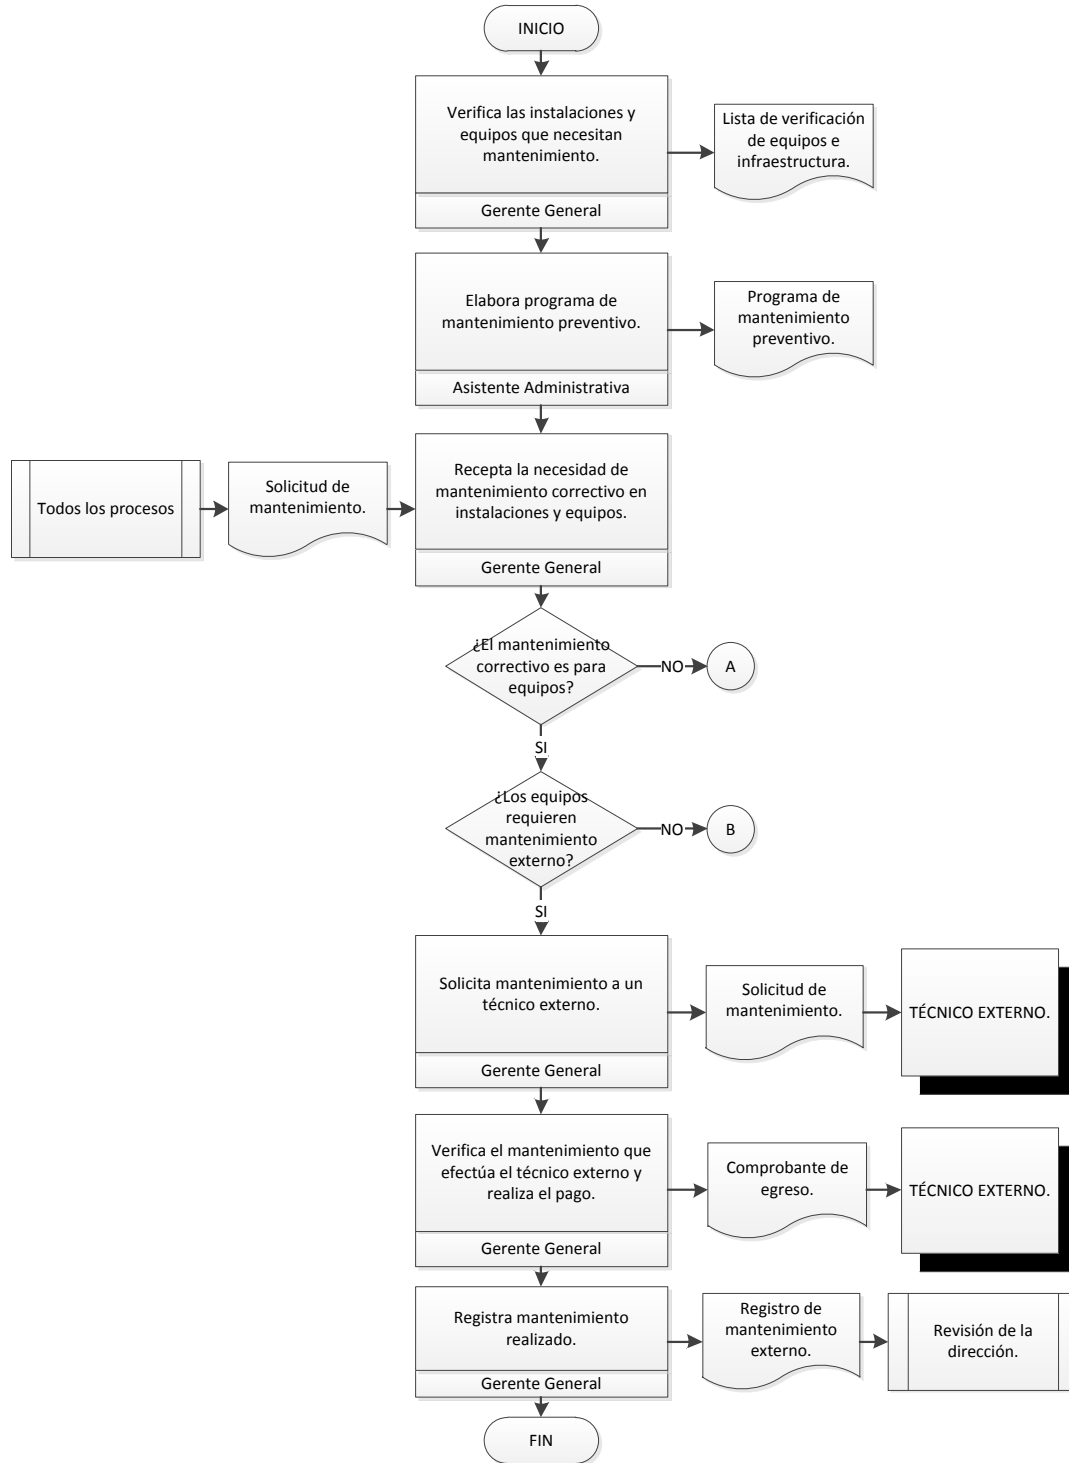 INICIO
Verifica las instalaciones y
equipos que necesitan
mantenimiento.
Gerente General
Lista de verificación
de equipos e
infraestructura.
Elabora programa de
mantenimiento preventivo.
Asistente Administrativa
Programa de
mantenimiento
preventivo.
Todos los procesos
Solicitud de
mantenimiento.
Recepta la necesidad de
mantenimiento correctivo en
instalaciones y equipos.
Gerente General
¿El mantenimiento
correctivo es para
equipos?
NO
A
SI
¿Los equipos
requieren
mantenimiento
externo?
NO
B
SI
Solicita mantenimiento a un
técnico externo.
Gerente General
Solicitud de
mantenimiento.
TÉCNICO EXTERNO.
Verifica el mantenimiento que
efectúa el técnico externo y
realiza el pago.
Gerente General
Comprobante de
egreso.
TÉCNICO EXTERNO.
Registra mantenimiento
realizado.
Gerente General
Registro de
mantenimiento
externo.
Revisión de la
dirección.
FIN